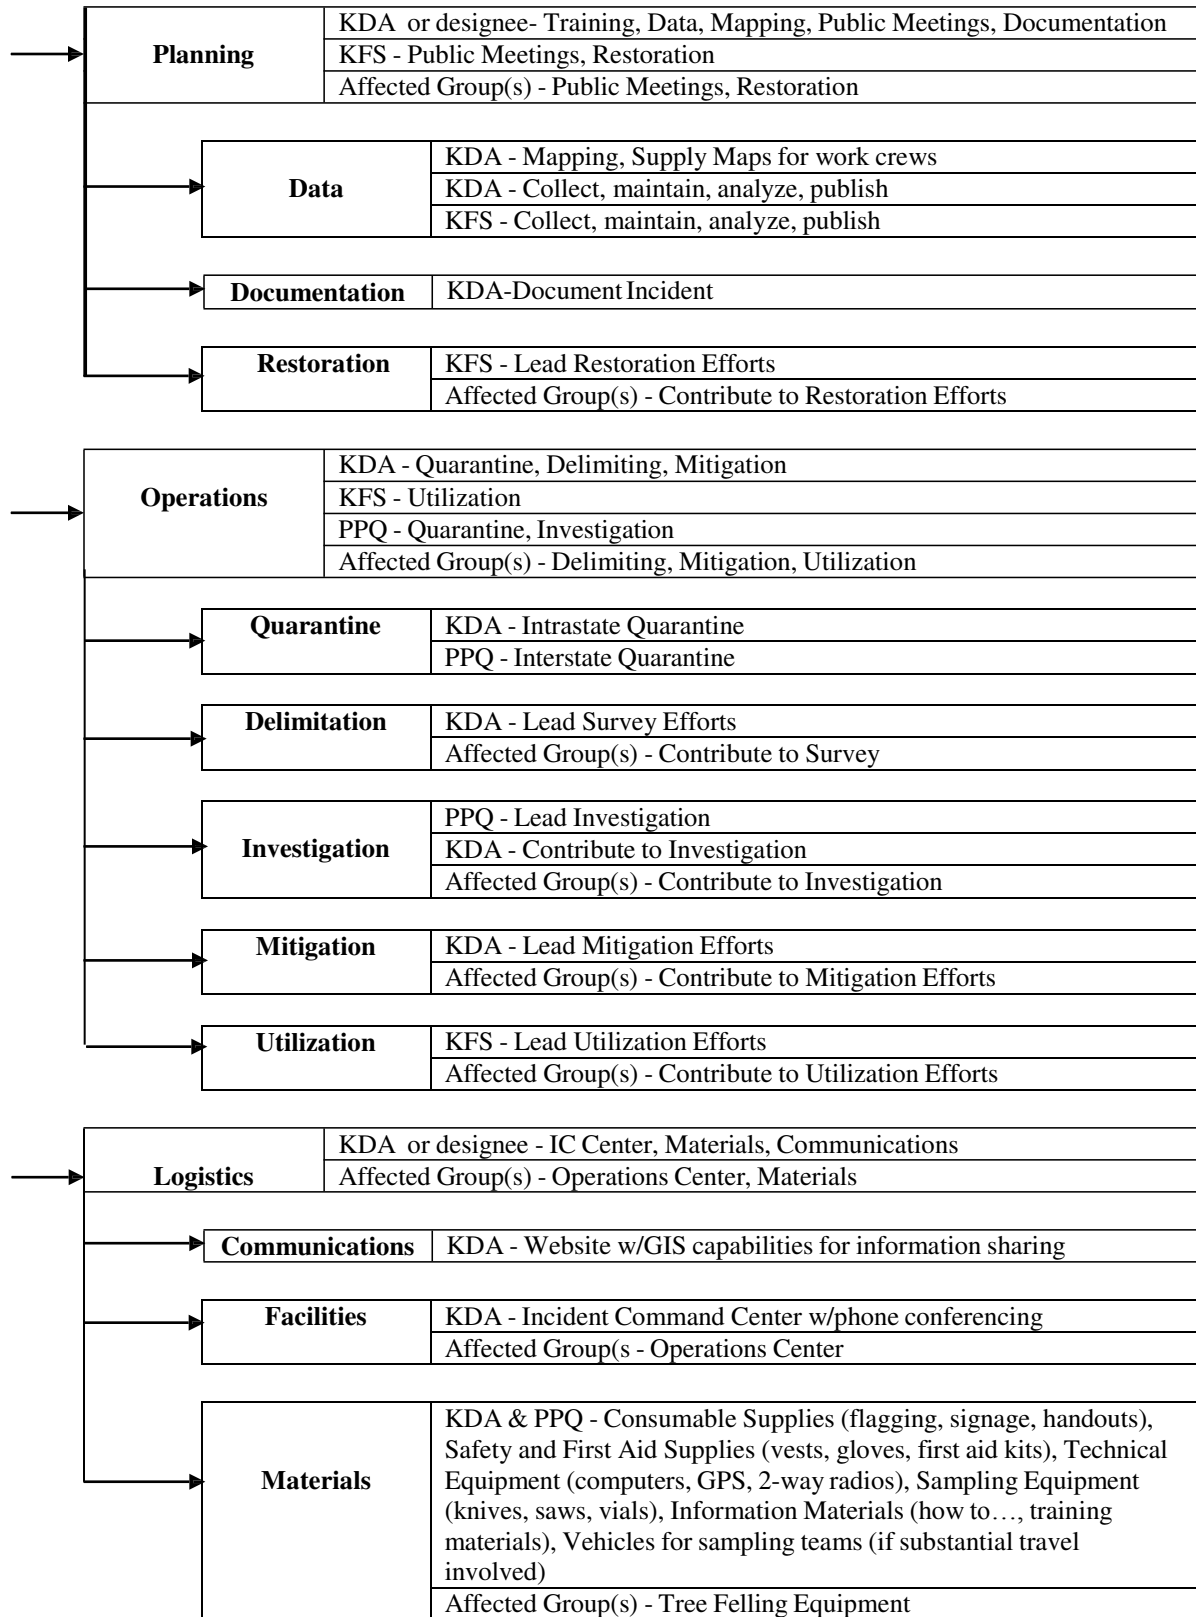 Planning
KDA or designee- Training, Data, Mapping, Public Meetings, Documentation
KFS - Public Meetings, Restoration
Affected Group(s) - Public Meetings, Restoration
Data
KDA - Mapping, Supply Maps for work crews
KDA - Collect, maintain, analyze, publish
KFS - Collect, maintain, analyze, publish
Documentation
KDA-Document Incident
Restoration
KFS - Lead Restoration Efforts
Affected Group(s) - Contribute to Restoration Efforts
Operations
KDA - Quarantine, Delimiting, Mitigation
KFS - Utilization
PPQ - Quarantine, Investigation
Affected Group(s) - Delimiting, Mitigation, Utilization
Quarantine
KDA - Intrastate Quarantine
PPQ - Interstate Quarantine
Delimitation
KDA - Lead Survey Efforts
Affected Group(s) - Contribute to Survey
Investigation
PPQ - Lead Investigation
KDA - Contribute to Investigation
Affected Group(s) - Contribute to Investigation
Mitigation
KDA - Lead Mitigation Efforts
Affected Group(s) - Contribute to Mitigation Efforts
Utilization
KFS - Lead Utilization Efforts
Affected Group(s) - Contribute to Utilization Efforts
Logistics
KDA or designee - IC Center, Materials, Communications
Affected Group(s) - Operations Center, Materials
Communications
KDA - Website w/GIS capabilities for information sharing
Facilities
KDA - Incident Command Center w/phone conferencing
Affected Group(s - Operations Center
Materials
KDA & PPQ - Consumable Supplies (flagging, signage, handouts),
Safety and First Aid Supplies (vests, gloves, first aid kits), Technical
Equipment (computers, GPS, 2-way radios), Sampling Equipment
(knives, saws, vials), Information Materials (how to…, training
materials), Vehicles for sampling teams (if substantial travel
involved)
Affected Group(s) - Tree Felling Equipment